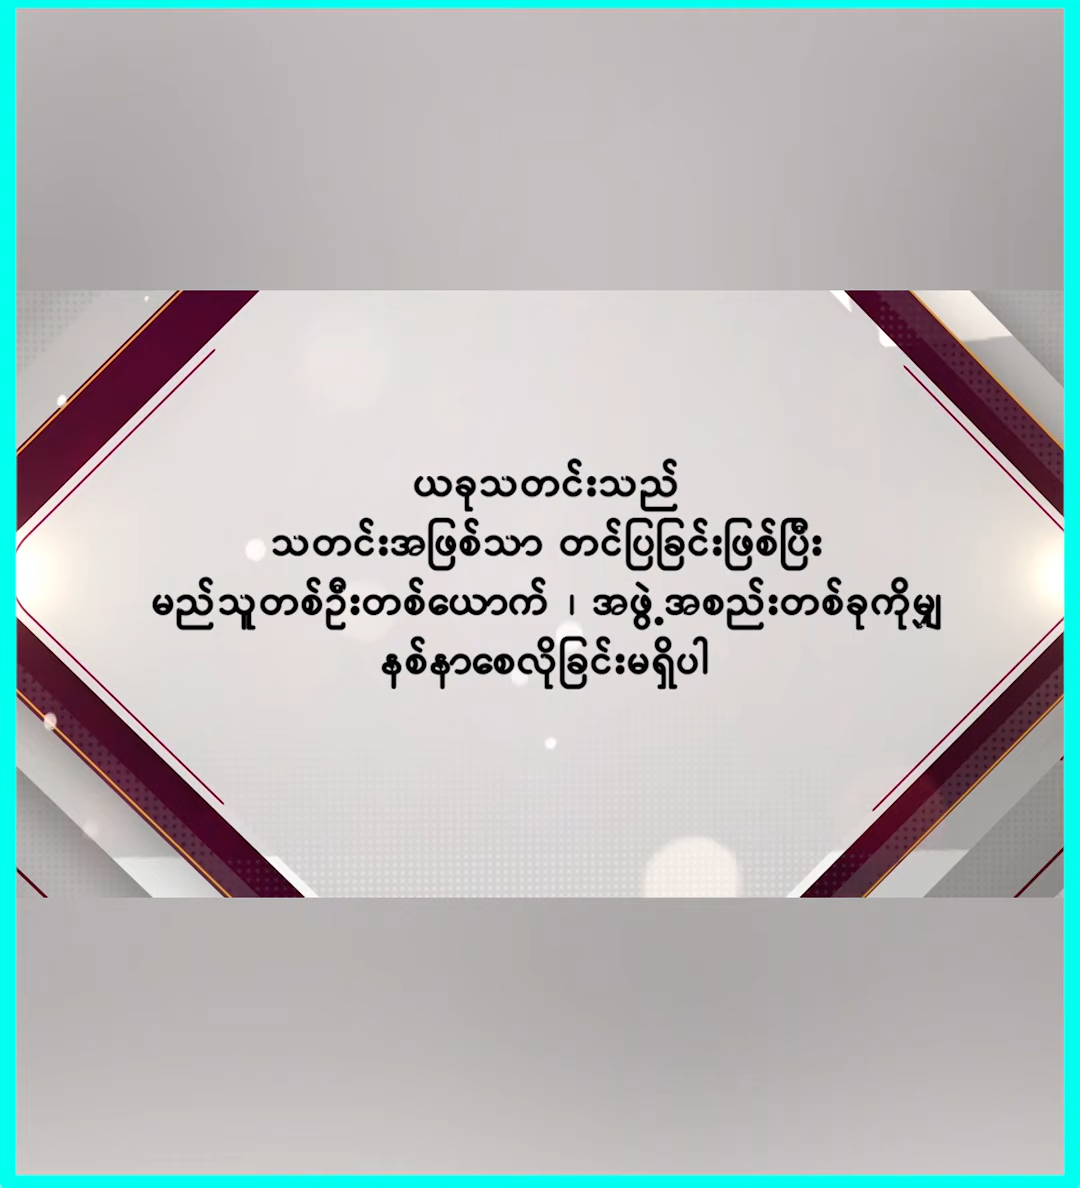 ယခုသတင်းသည်
သတင်းအဖြစ်သာ တင်ပြခြင်းဖြစ်ပြီး
မည်သူတစ်ဦးတစ်ယောက် ၊ အဖွဲ့အစည်းတစ်ခုကိုမျှ
နစ်နာစေလိုခြင်းမရှိပါ